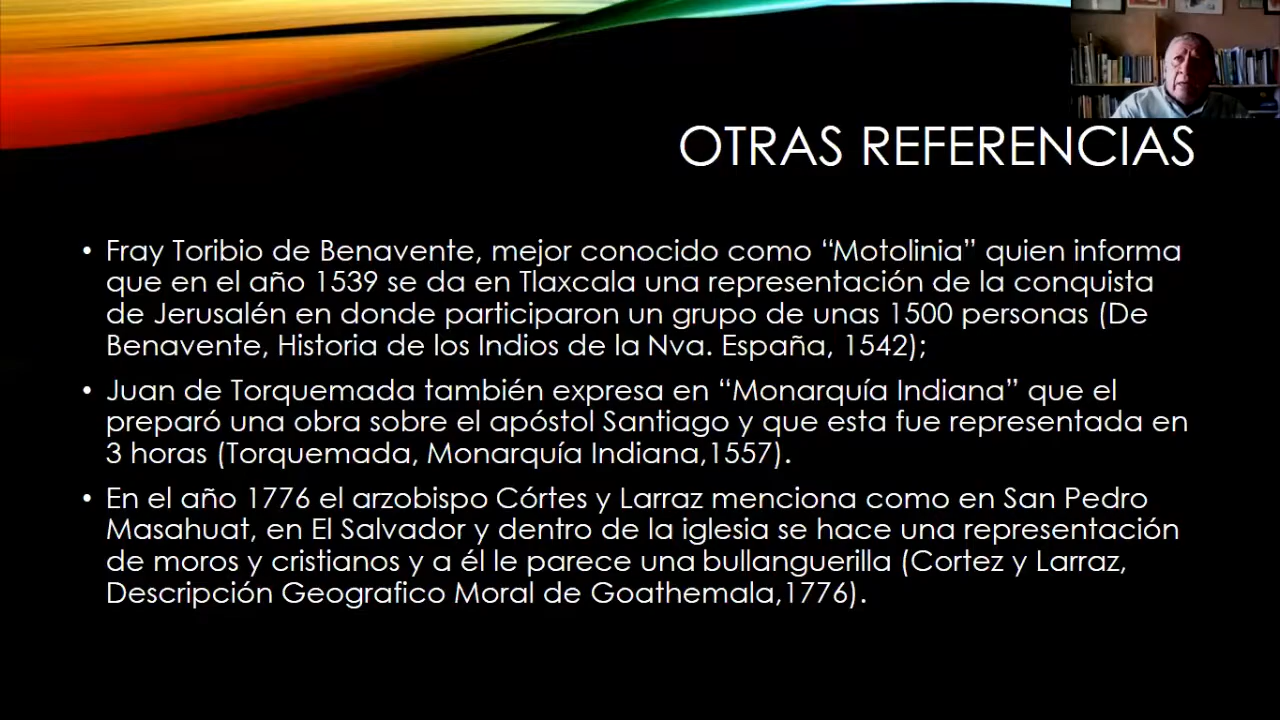 OTRAS REFERENCIAS
• Fray Toribio de Benavente, mejor conocido como “Motolinia” quien informa
que en el año 1539 se da en Tlaxcala una representación de la conquista
de Jerusalén en donde participaron un grupo de unas 1500 personas (De
Benavente, Historia de los Indios de la Nva. España, 1542);
• Juan de Torquemada también expresa en “Monarquía Indiana” que el
preparó una obra sobre el apóstol Santiago y que esta fue representada en
3 horas (Torquemada, Monarquía Indiana,1557).
• En el año 1776 el arzobispo Córtes y Larraz menciona como en San Pedro
Masahuat, en El Salvador y dentro de la iglesia se hace una representación
de moros y cristianos y a él le parece una bullanguerilla (Cortez y Larraz,
Descripción Geografico Moral de Goathemala,1776).